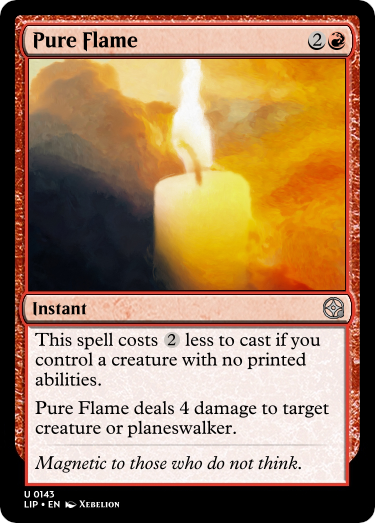 Pure Flame 2
Instant
This spell costs 2 less to cast if you
control a creature with no printed
abilities.
Pure Flame deals 4 damage to target
creature or planeswalker.
Magnetic to those who do not think.
U 0143
LIP • EN XEBELION